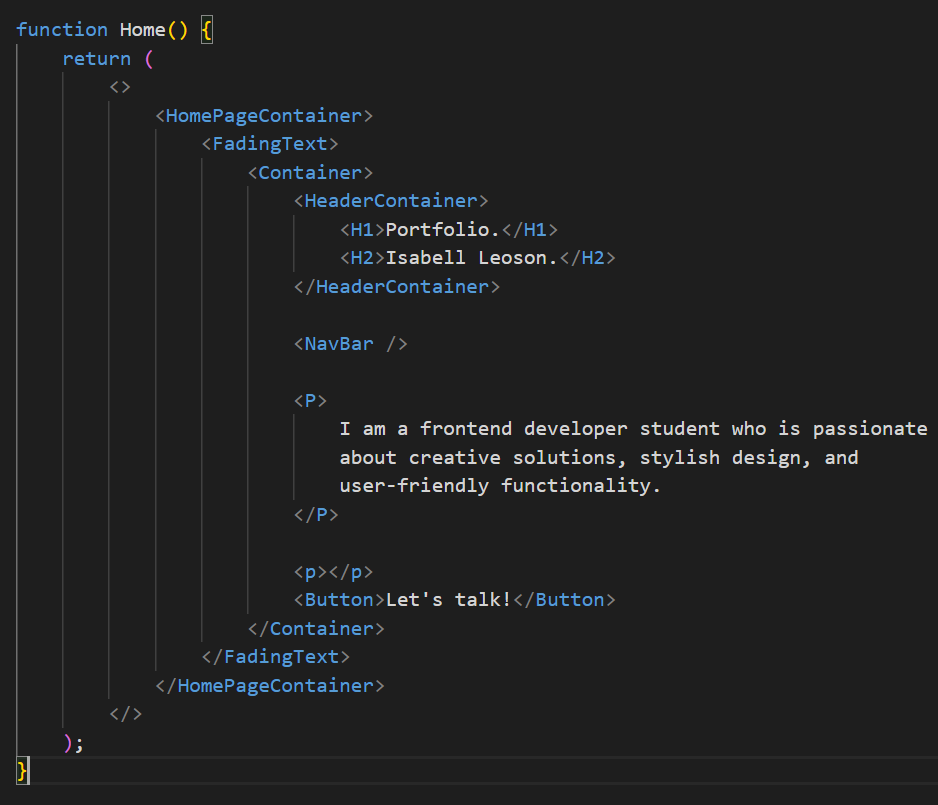 function Home() {
    return (
        <>
            <HomePageContainer>
                <FadingText>
                    <Container>
                        <HeaderContainer>
                            <H1>Portfolio.</H1>
                            <H2>Isabell Leoson.</H2>
                        </HeaderContainer>

                        <NavBar />

                        <P>
                            I am a frontend developer student who is passionate
                            about creative solutions, stylish design, and
                            user-friendly functionality.
                        </P>

                        <p></p>
                        <Button>Let's talk!</Button>
                    </Container>
                </FadingText>
            </HomePageContainer>
        </>
    );
}